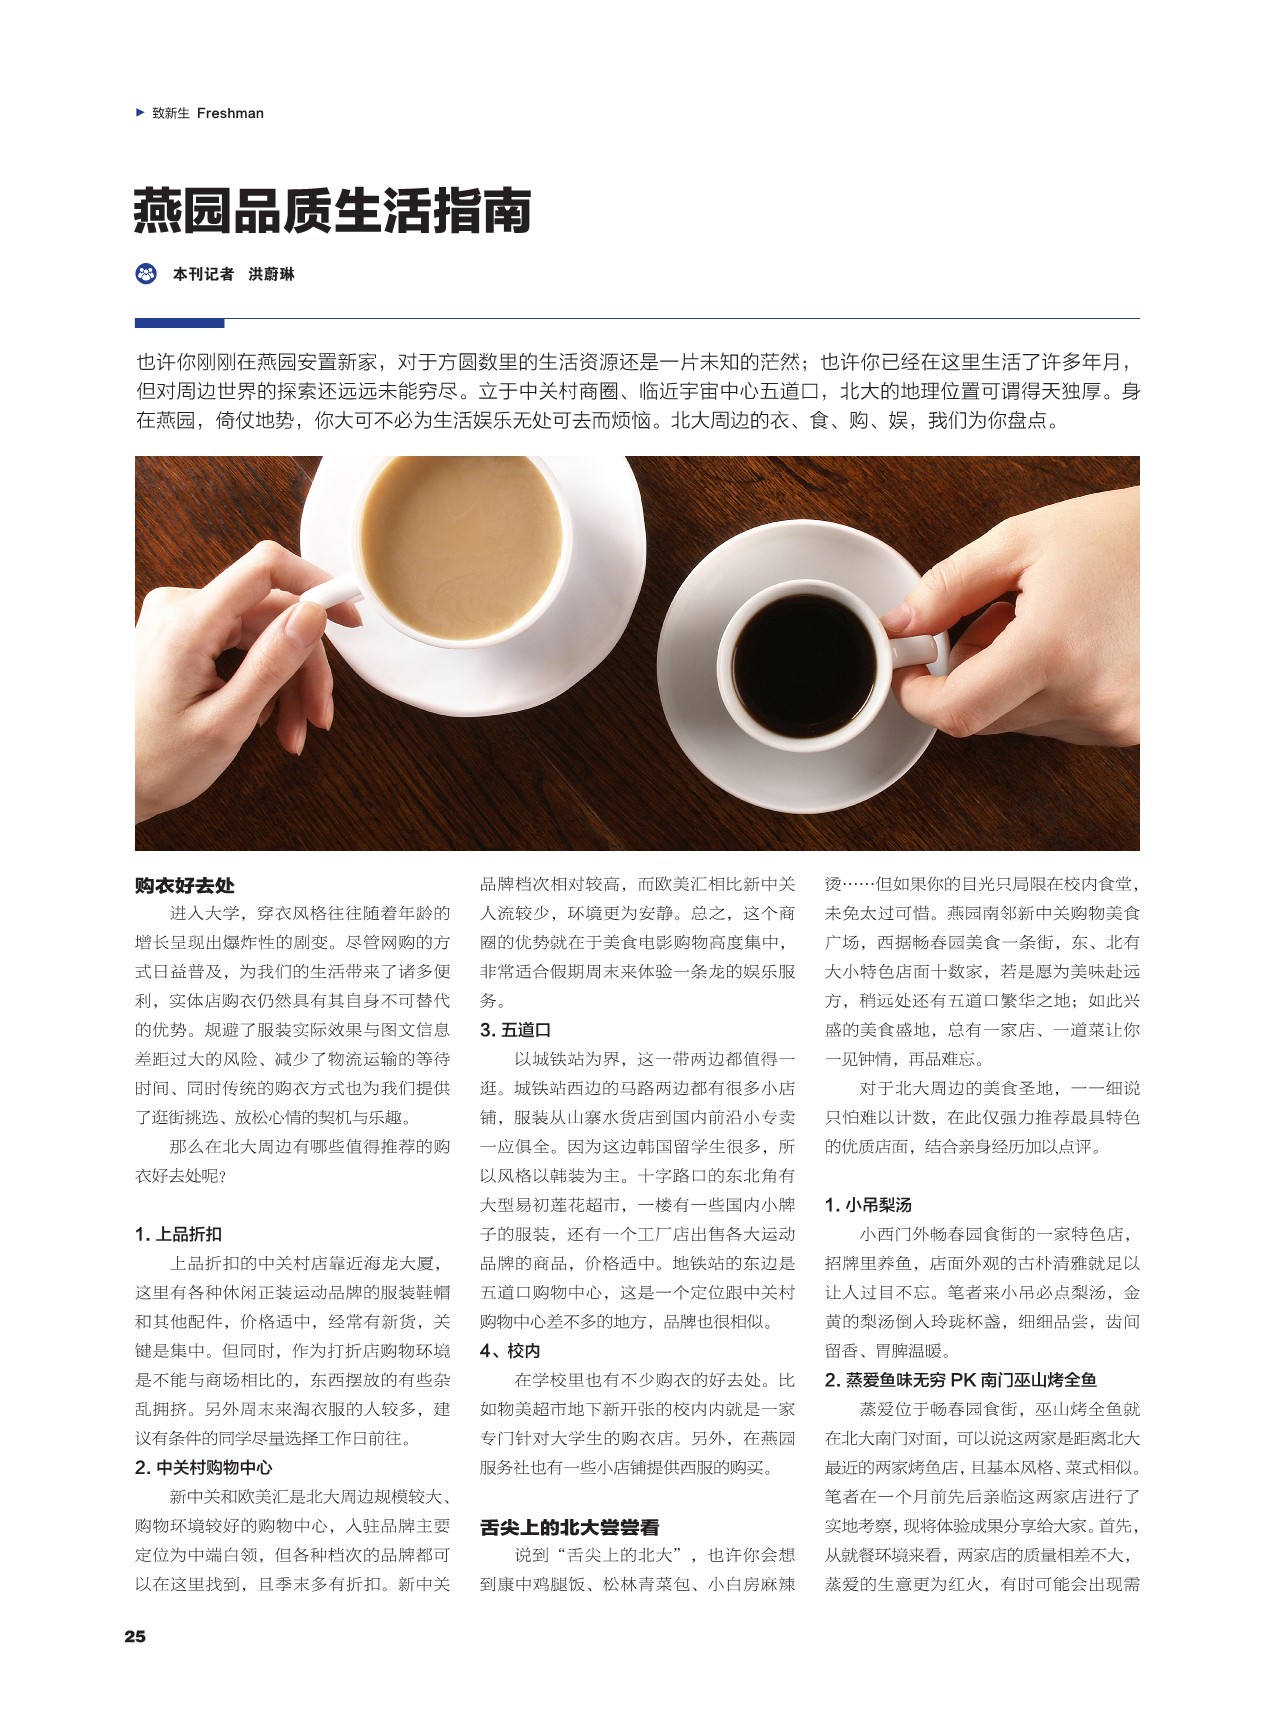 ▶ 致新生 Freshman
燕园品质生活指南
本刊记者 洪蔚琳
也许你刚刚在燕园安置新家，对于方圆数里的生活资源还是一片未知的茫然；也许你已经在这里生活了许多年月，
但对周边世界的探索还远远未能穷尽。立于中关村商圈、临近宇宙中心五道口，北大的地理位置可谓得天独厚。身
在燕园，倚仗地势，你大可不必为生活娱乐无处可去而烦恼。北大周边的衣、食、购、娱，我们为你盘点。
购衣好去处
进入大学，穿衣风格往往随着年龄的
增长呈现出爆炸性的剧变。尽管网购的方
式日益普及，为我们的生活带来了诸多便
利，实体店购衣仍然具有其自身不可替代
的优势。规避了服装实际效果与图文信息
差距过大的风险、减少了物流运输的等待
时间、同时传统的购衣方式也为我们提供
了逛街挑选、放松心情的契机与乐趣。
那么在北大周边有哪些值得推荐的购
衣好去处呢？
1. 上品折扣
上品折扣的中关村店靠近海龙大厦，
这里有各种休闲正装运动品牌的服装鞋帽
和其他配件，价格适中，经常有新货，关
键是集中。但同时，作为打折店购物环境
是不能与商场相比的，东西摆放的有些杂
乱拥挤。另外周末来淘衣服的人较多，建
议有条件的同学尽量选择工作日前往。
2. 中关村购物中心
新中关和欧美汇是北大周边规模较大、
购物环境较好的购物中心，入驻品牌主要
定位为中端白领，但各种档次的品牌都可
以在这里找到，且季末多有折扣。新中关
品牌档次相对较高，而欧美汇相比新中关
人流较少，环境更为安静。总之，这个商
圈的优势就在于美食电影购物高度集中，
非常适合假期周末来体验一条龙的娱乐服
务。
3. 五道口
以城铁站为界，这一带两边都值得一
逛。城铁站西边的马路两边都有很多小店
铺，服装从山寨水货店到国内前沿小专卖
一应俱全。因为这边韩国留学生很多，所
以风格以韩装为主。十字路口的东北角有
大型易初莲花超市，一楼有一些国内小牌
子的服装，还有一个工厂店出售各大运动
品牌的商品，价格适中。地铁站的东边是
五道口购物中心，这是一个定位跟中关村
购物中心差不多的地方，品牌也很相似。
4、校内
在学校里也有不少购衣的好去处。比
如物美超市地下新开张的校内内就是一家
专门针对大学生的购衣店。另外，在燕园
服务社也有一些小店铺提供西服的购买。
舌尖上的北大尝尝看
说到“舌尖上的北大”，也许你会想
到康中鸡腿饭、松林青菜包、小白房麻辣
烫……但如果你的目光只局限在校内食堂，
未免太过可惜。燕园南邻新中关购物美食
广场，西据畅春园美食一条街，东、北有
大小特色店面十数家，若是愿为美味赴远
方，稍远处还有五道口繁华之地；如此兴
盛的美食盛地，总有一家店、一道菜让你
一见钟情，再品难忘。
对于北大周边的美食圣地，一一细说
只怕难以计数，在此仅强力推荐最具特色
的优质店面，结合亲身经历加以点评。
1. 小吊梨汤
小西门外畅春园食街的一家特色店，
招牌里养鱼，店面外观的古朴清雅就足以
让人过目不忘。笔者来小吊必点梨汤，金
黄的梨汤倒入玲珑杯盏，细细品尝，齿间
留香、胃脾温暖。
2. 蒸爱鱼味无穷 PK 南门巫山烤全鱼
蒸爱位于畅春园食街，巫山烤全鱼就
在北大南门对面，可以说这两家是距离北大
最近的两家烤鱼店，且基本风格、菜式相似。
笔者在一个月前先后亲临这两家店进行了
实地考察，现将体验成果分享给大家。首先，
从就餐环境来看，两家店的质量相差不大，
蒸爱的生意更为红火，有时可能会出现需
25